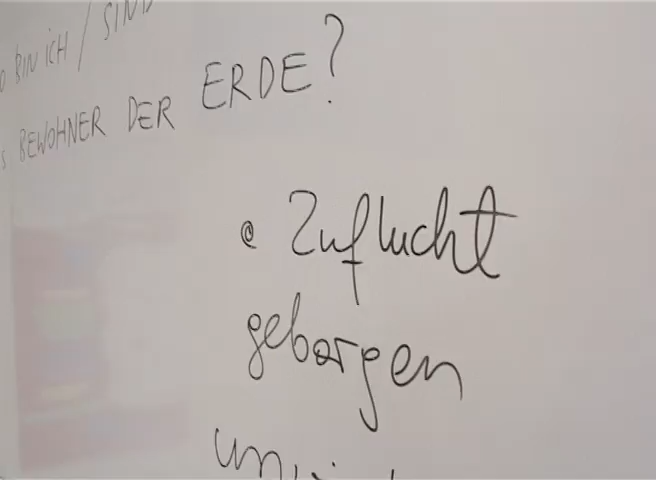 BIN ICH / SIND
BEWOHNER DER ERDE?
• Zuflucht
geborgen